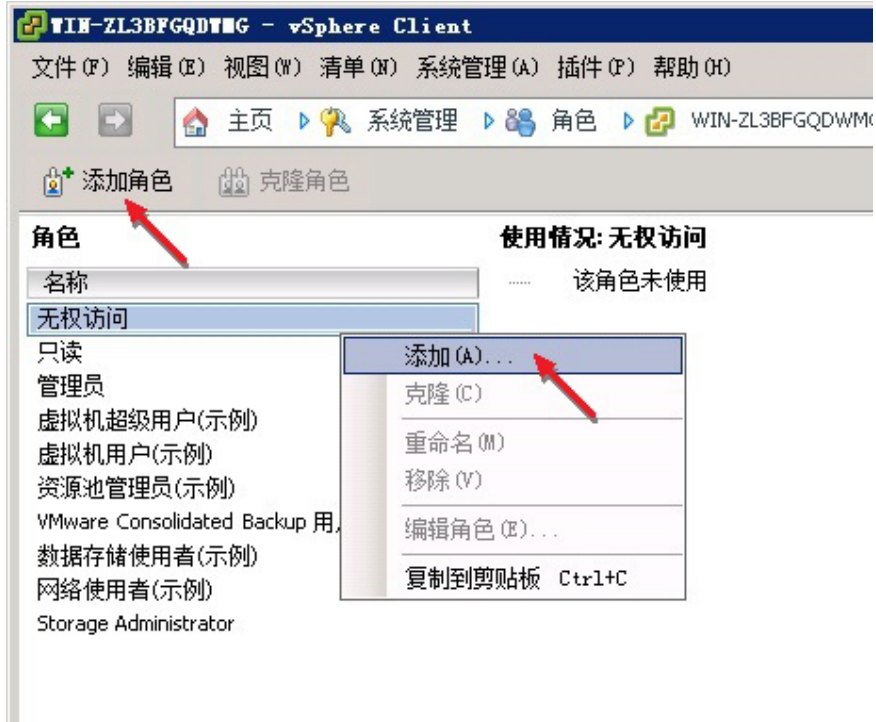 WIN-ZL3BFGQDWMG - vSphere Client
文件(F) 编辑(E) 视图(W) 清单(N) 系统管理(A) 插件(P) 帮助(H)
主页 系统管理 角色 WIN-ZL3BFGQDWMG
添加角色 克隆角色
角色
名称
无权访问
只读
管理员
虚拟机超级用户(示例)
虚拟机用户(示例)
资源池管理员(示例)
VMware Consolidated Backup 用
数据存储使用者(示例)
网络使用者(示例)
Storage Administrator
使用情况: 无权访问
该角色未使用
添加(A)...
克隆(C)
重命名(M)
移除(V)
编辑角色(E)...
复制到剪贴板 Ctrl+C